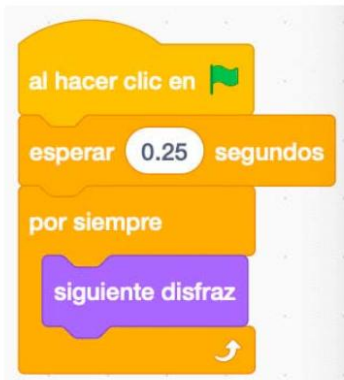 al hacer clic en
esperar 0.25 segundos
por siempre
siguiente disfraz